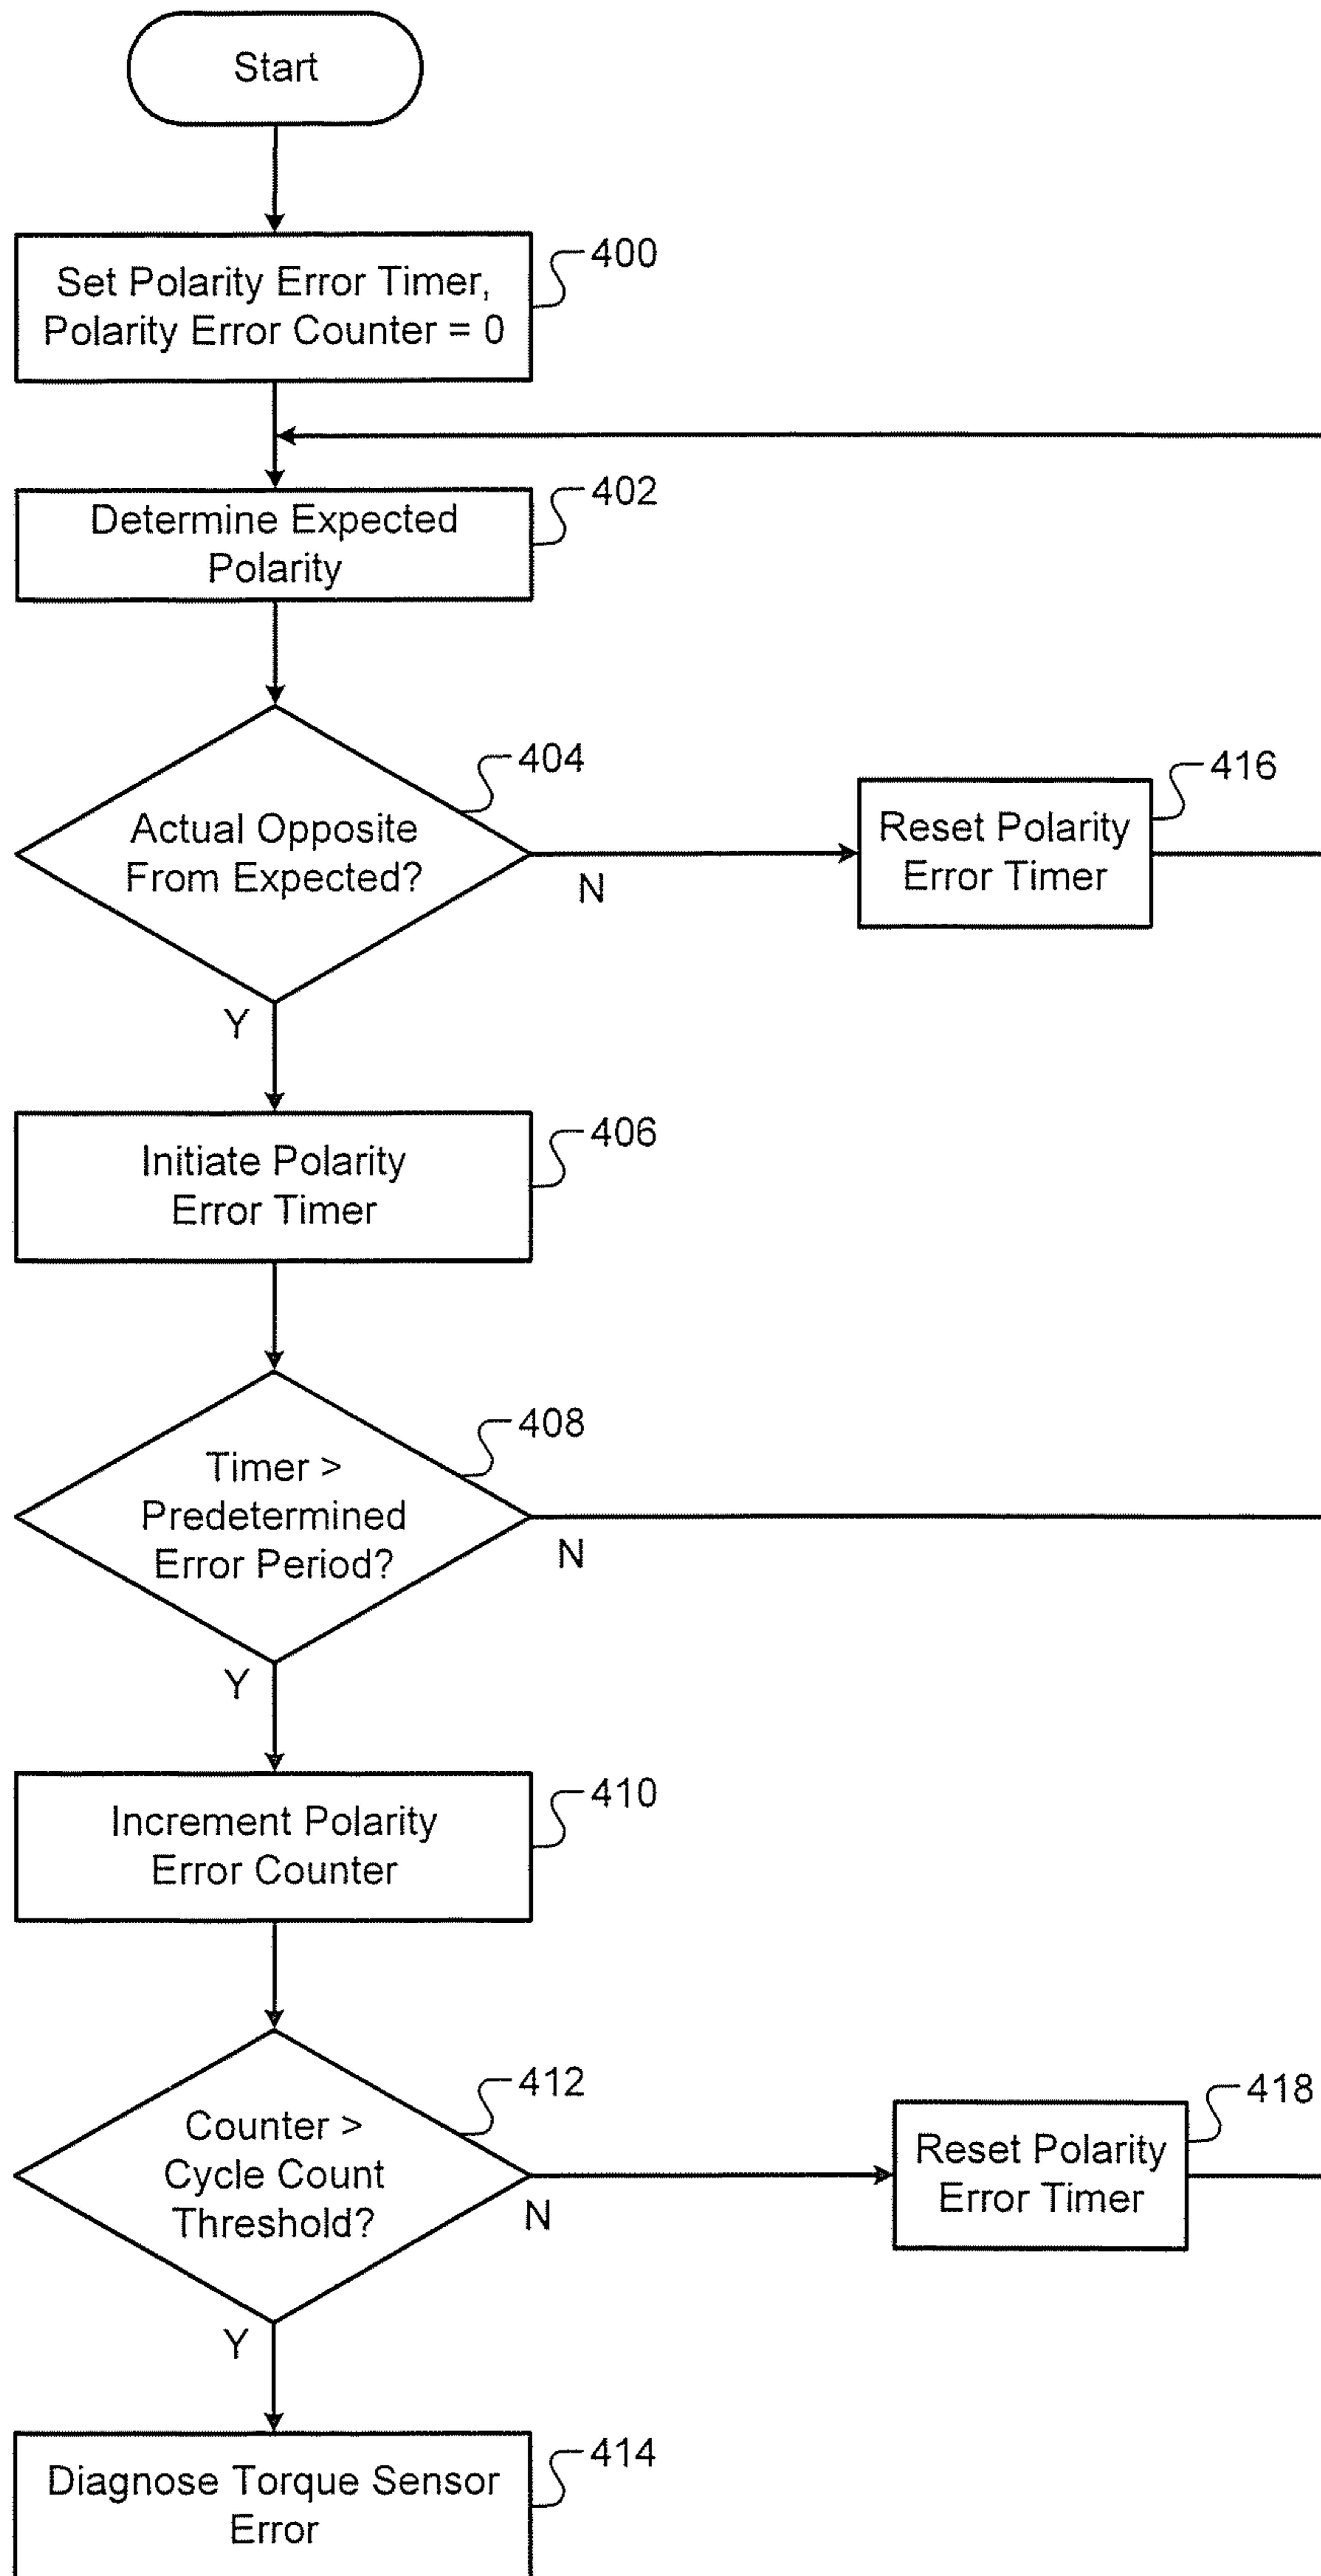 Start
Set Polarity Error Timer,
Polarity Error Counter = 0
400
Determine Expected
Polarity
402
Actual Opposite
From Expected?
404
N
Reset Polarity
Error Timer
416
Y
Initiate Polarity
Error Timer
406
Timer >
Predetermined
Error Period?
408
N
Y
Increment Polarity
Error Counter
410
Counter >
Cycle Count
Threshold?
412
N
Reset Polarity
Error Timer
418
Y
Diagnose Torque Sensor
Error
414